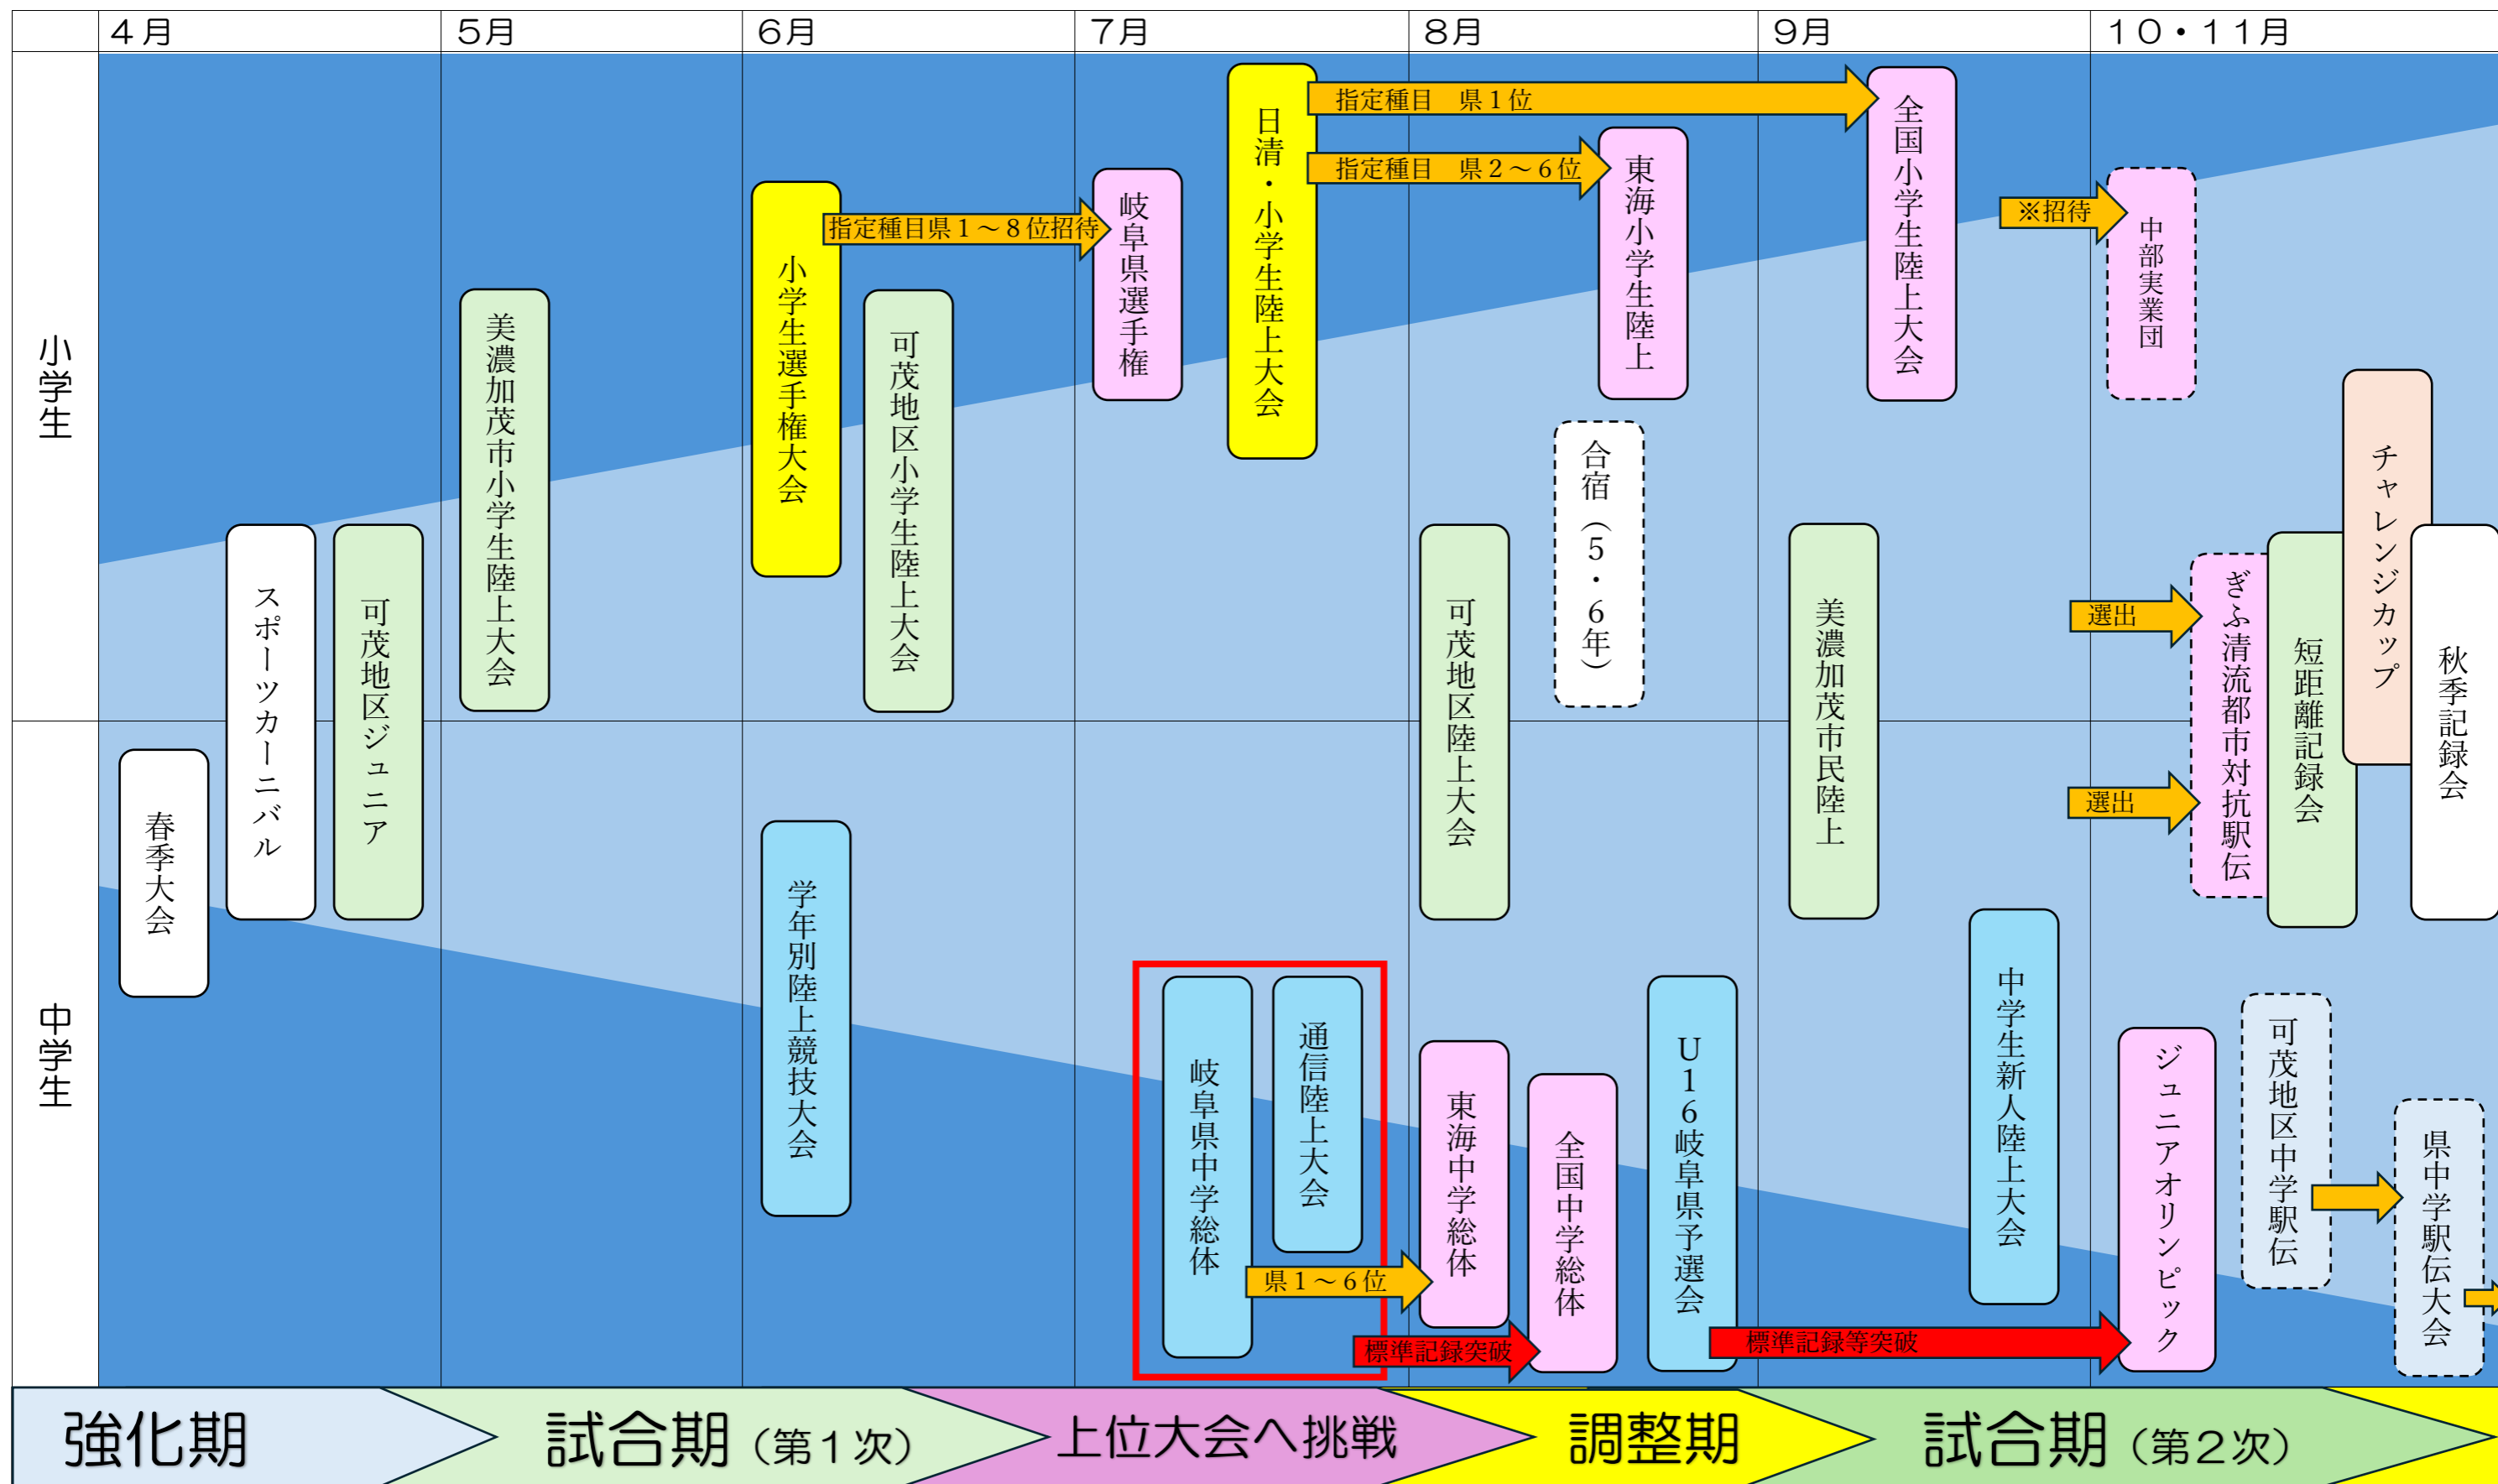 4月
5月
6月
7月
8月
9月
10・11月
小学生
スポーツカーニバル
可茂地区ジュニア
美濃加茂市小学生陸上大会
小学生選手権大会
指定種目県1～8位招待
可茂地区小学生陸上大会
岐阜県選手権
日清・小学生陸上大会
指定種目　県1位
指定種目　県2～6位
東海小学生陸上
全国小学生陸上大会
※招待
中部実業団
合宿（5・6年）
可茂地区陸上大会
美濃加茂市民陸上
選出
選出
ぎふ清流都市対抗駅伝
短距離記録会
チャレンジカップ
秋季記録会
中学生
春季大会
学年別陸上競技大会
岐阜県中学総体
通信陸上大会
県1～6位
標準記録突破
東海中学総体
全国中学総体
U16岐阜県予選会
標準記録等突破
中学生新人陸上大会
ジュニアオリンピック
可茂地区中学駅伝
県中学駅伝大会
強化期
試合期（第1次）
上位大会へ挑戦
調整期
試合期（第2次）